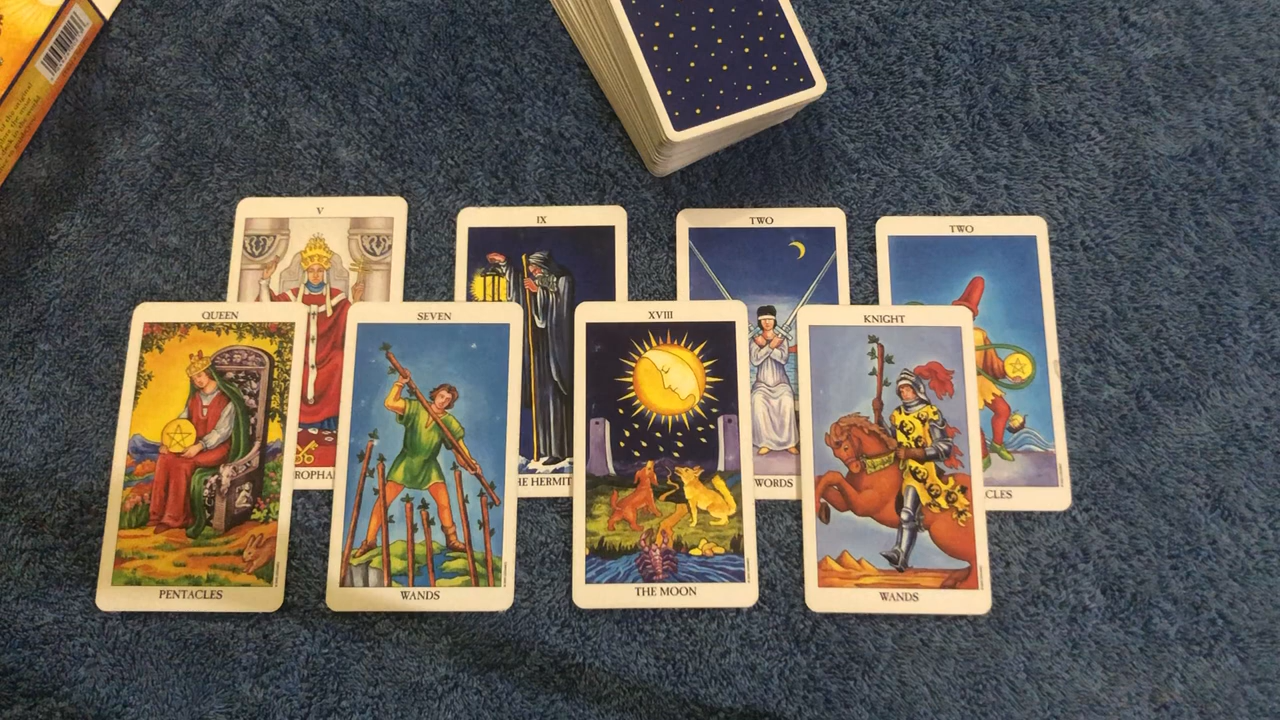 V
IX
TWO
TWO
ROPHA
HE HERMIT
WORDS
CLES
QUEEN
SEVEN
XVIII
KNIGHT
PENTACLES
WANDS
THE MOON
WANDS